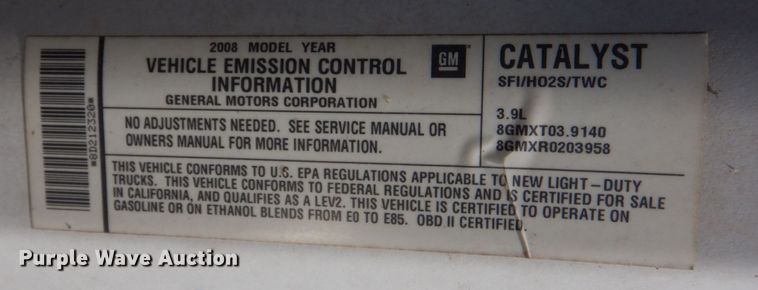 *8D212320*
2008 MODEL YEAR
VEHICLE EMISSION CONTROL
INFORMATION
GENERAL MOTORS CORPORATION
GM
CATALYST
SFI/HO2S/TWC
NO ADJUSTMENTS NEEDED. SEE SERVICE MANUAL OR
OWNERS MANUAL FOR MORE INFORMATION.
3.9L
8GMXT03.9140
8GMXR0203958
THIS VEHICLE CONFORMS TO U.S. EPA REGULATIONS APPLICABLE TO NEW LIGHT-DUTY
TRUCKS. THIS VEHICLE CONFORMS TO FEDERAL REGULATIONS AND IS CERTIFIED FOR SALE
IN CALIFORNIA, AND QUALIFIES AS A LEV2. THIS VEHICLE IS CERTIFIED TO OPERATE ON
GASOLINE OR ON ETHANOL BLENDS FROM E0 TO E85. OBD II CERTIFIED.
Purple Wave Auction